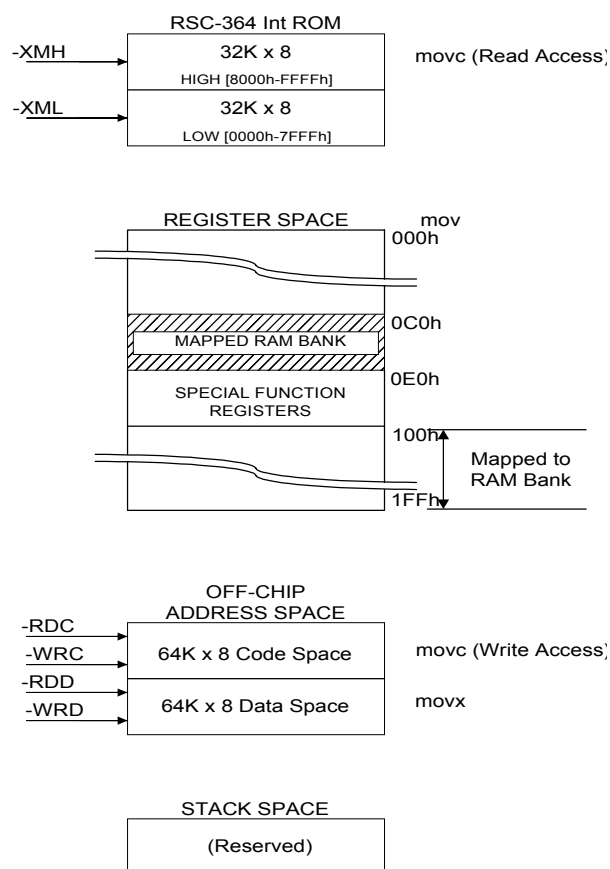 RSC-364 Int ROM
-XMH
32K x 8
movc (Read Access)
HIGH [8000h-FFFFh]
-XML
32K x 8
LOW [0000h-7FFFh]
REGISTER SPACE
mov
000h
0C0h
MAPPED RAM BANK
0E0h
SPECIAL FUNCTION
REGISTERS
100h
Mapped to
RAM Bank
1FFh
OFF-CHIP
ADDRESS SPACE
-RDC
-WRC
64K x 8 Code Space
movc (Write Access)
-RDD
64K x 8 Data Space
movx
-WRD
STACK SPACE
(Reserved)